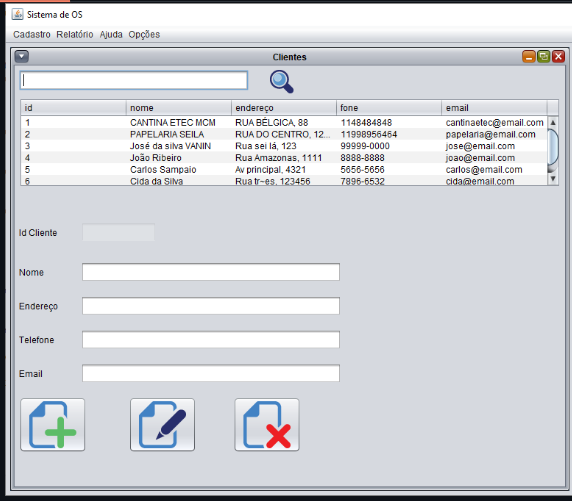 Sistema de OS
Cadastro Relatório Ajuda Opções
Clientes
id nome endereço fone email
1 CANTINA ETEC MCM RUA BÉLGICA, 88 1148484848 cantinaetec@email.com
2 PAPELARIA SEILA RUA DO CENTRO, 12... 11998956464 papelaria@email.com
3 José da silva VANIN Rua sei lá, 123 99999-0000 jose@email.com
4 João Ribeiro Rua Amazonas, 1111 8888-8888 joao@email.com
5 Carlos Sampaio Av principal, 4321 5656-5656 carlos@email.com
6 Cida da Silva Rua tr~es, 123456 7896-6532 cida@email.com
Id Cliente
Nome
Endereço
Telefone
Email